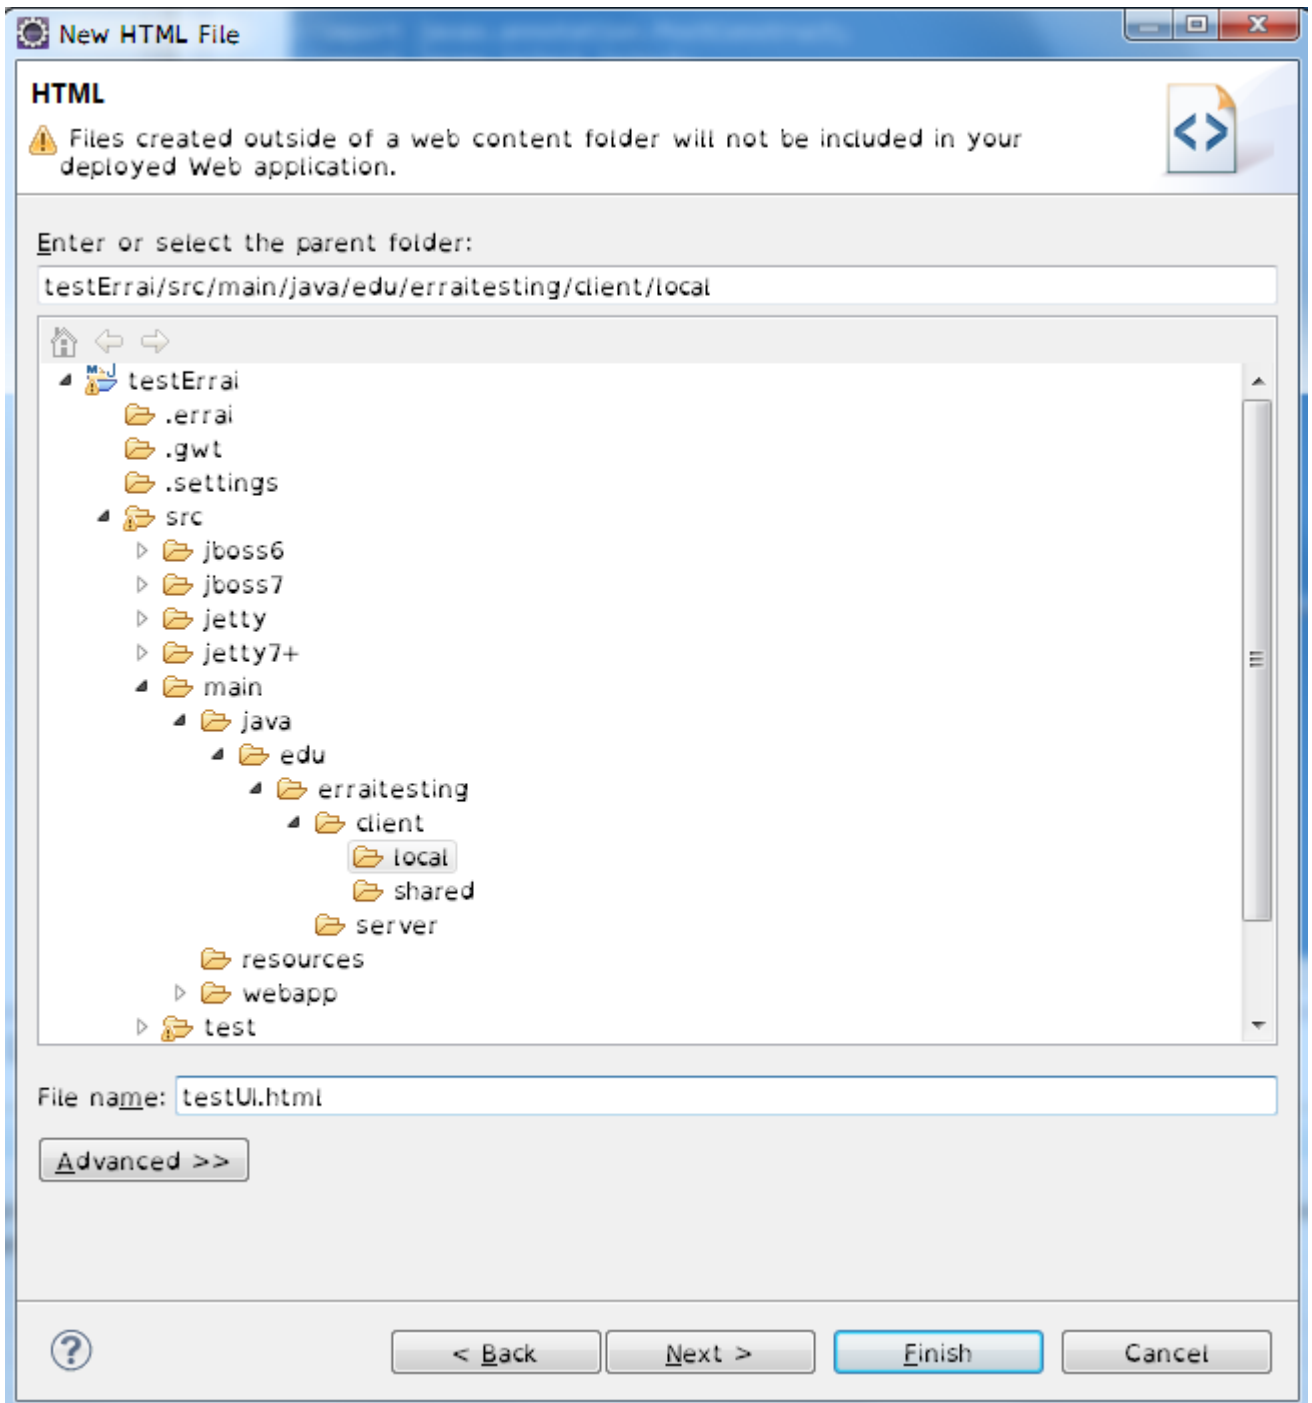 New HTML File
HTML
Files created outside of a web content folder will not be included in your
deployed Web application.
Enter or select the parent folder:
testErrai/src/main/java/edu/erraitesting/client/local
testErrai
.errai
.gwt
.settings
src
jboss6
jboss7
jetty
jetty7+
main
java
edu
erraitesting
client
local
shared
server
resources
webapp
test
File name: testUi.html
Advanced >>
< Back Next > Finish Cancel